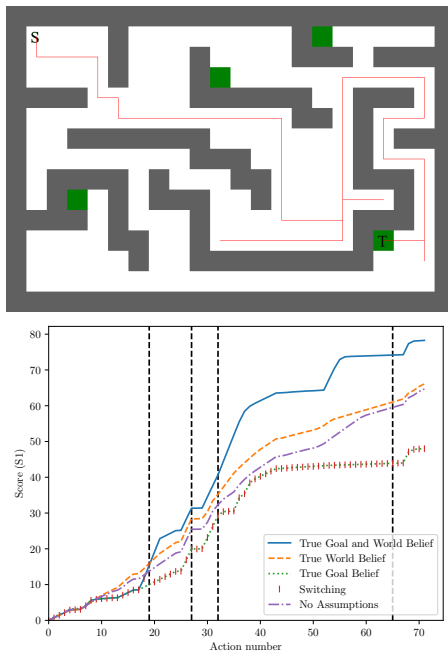 S
T
80
70
60
50
40
30
20
10
0
Score (S1)
True Goal and World Belief
True World Belief
True Goal Belief
Switching
No Assumptions
0 10 20 30 40 50 60 70
Action number